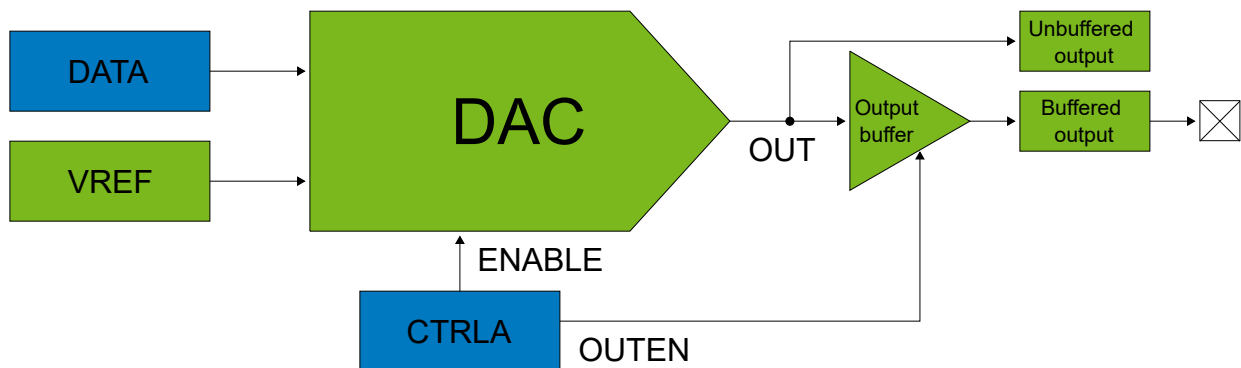 DATA
VREF
DAC
OUT
Output
buffer
Unbuffered
output
Buffered
output
ENABLE
CTRLA
OUTEN